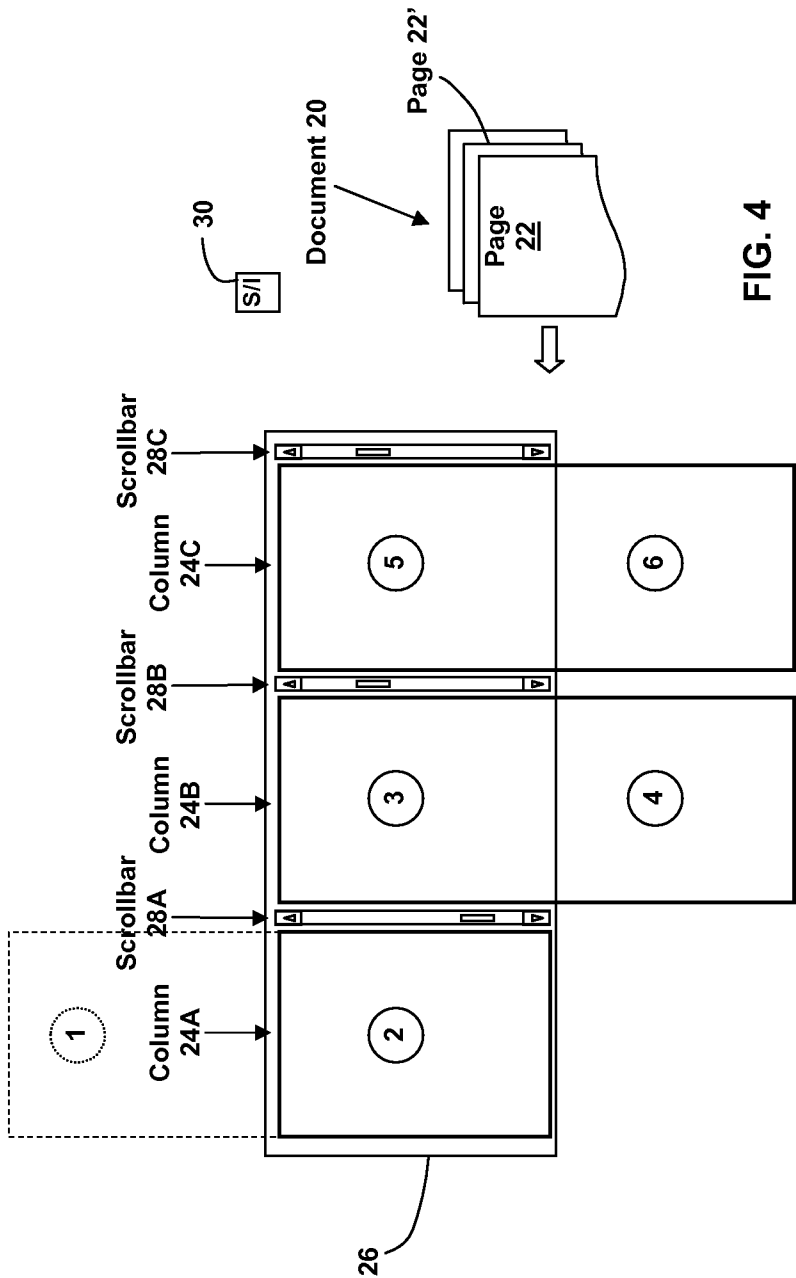 1
Scrollbar
28A
Scrollbar
28B
Scrollbar
28C
Column
24A
Column
24B
Column
24C
30
S/I
26
2
3
5
Document 20
Page 22'
Page
22
4
6
FIG. 4